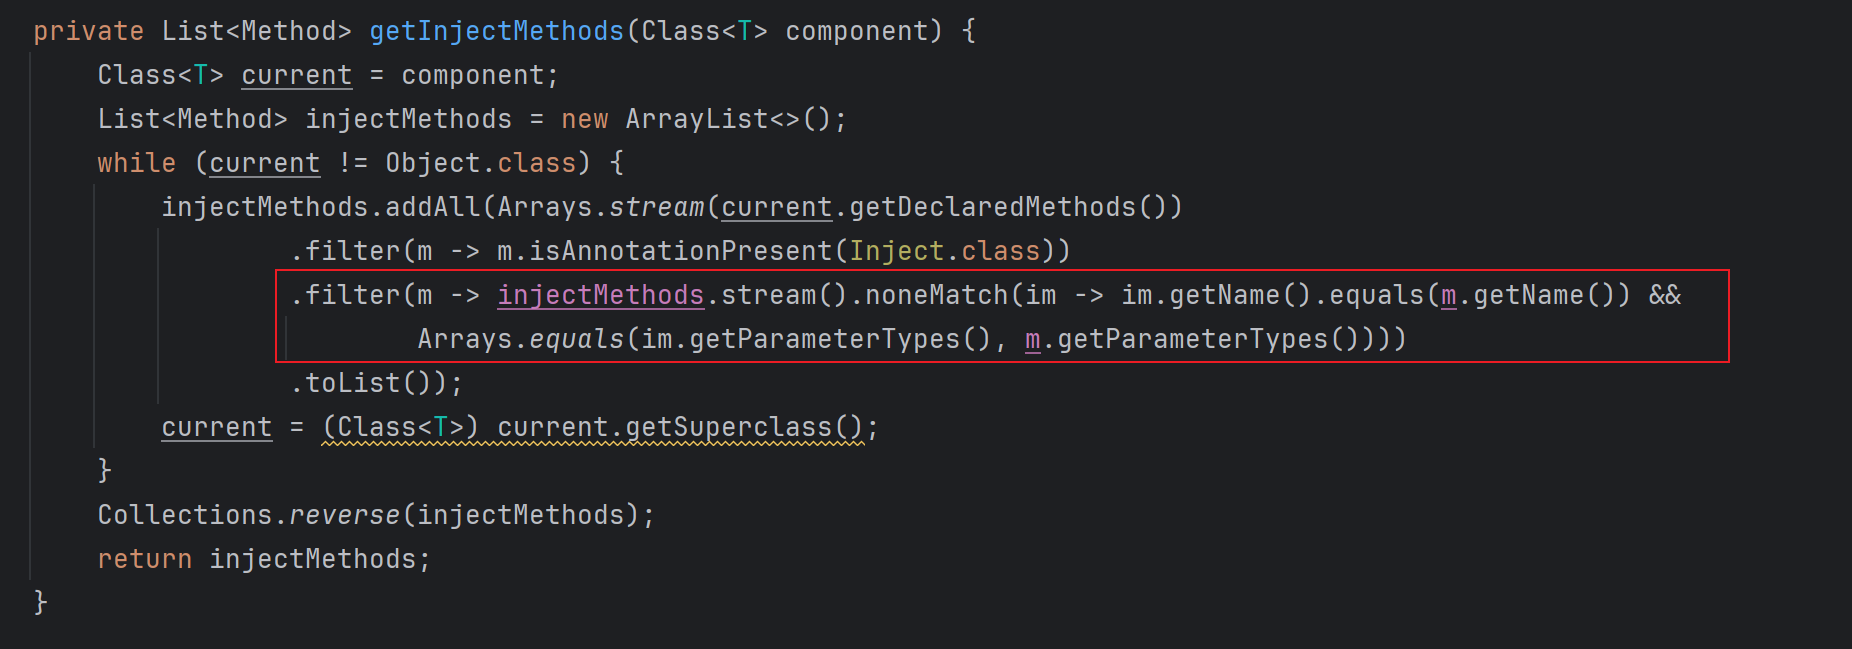 private List<Method> getInjectMethods(Class<T> component) {
    Class<T> current = component;
    List<Method> injectMethods = new ArrayList<>();
    while (current != Object.class) {
        injectMethods.addAll(Arrays.stream(current.getDeclaredMethods())
                .filter(m -> m.isAnnotationPresent(Inject.class))
                .filter(m -> injectMethods.stream().noneMatch(im -> im.getName().equals(m.getName()) &&
                        Arrays.equals(im.getParameterTypes(), m.getParameterTypes())))
                .toList());
        current = (Class<T>) current.getSuperclass();
    }
    Collections.reverse(injectMethods);
    return injectMethods;
}